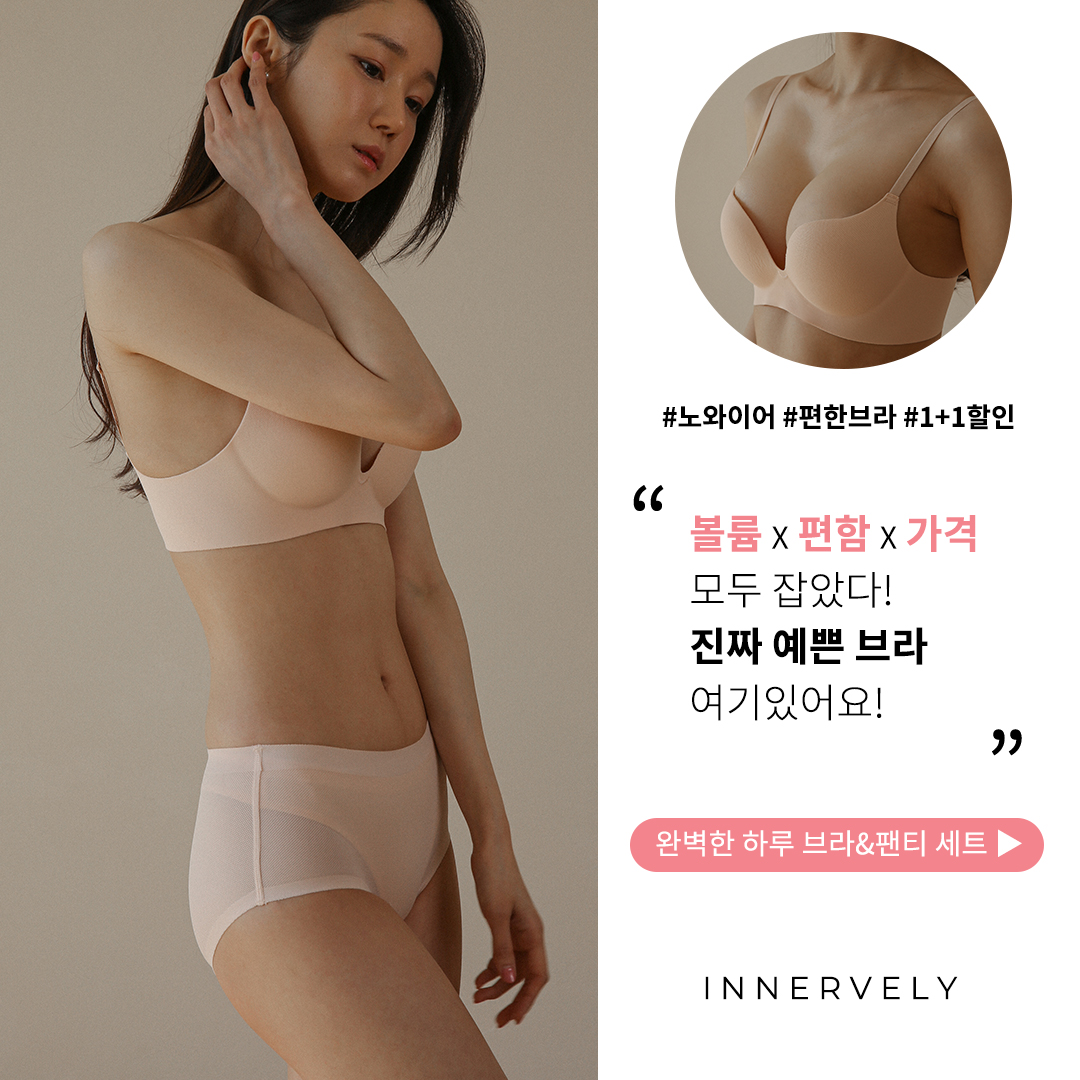 #노와이어 #편한브라 #1+1할인
“
볼륨 x 편함 x 가격
모두 잡았다!
진짜 예쁜 브라
여기있어요!
”
완벽한 하루 브라&팬티 세트 ▶
INNERVELY